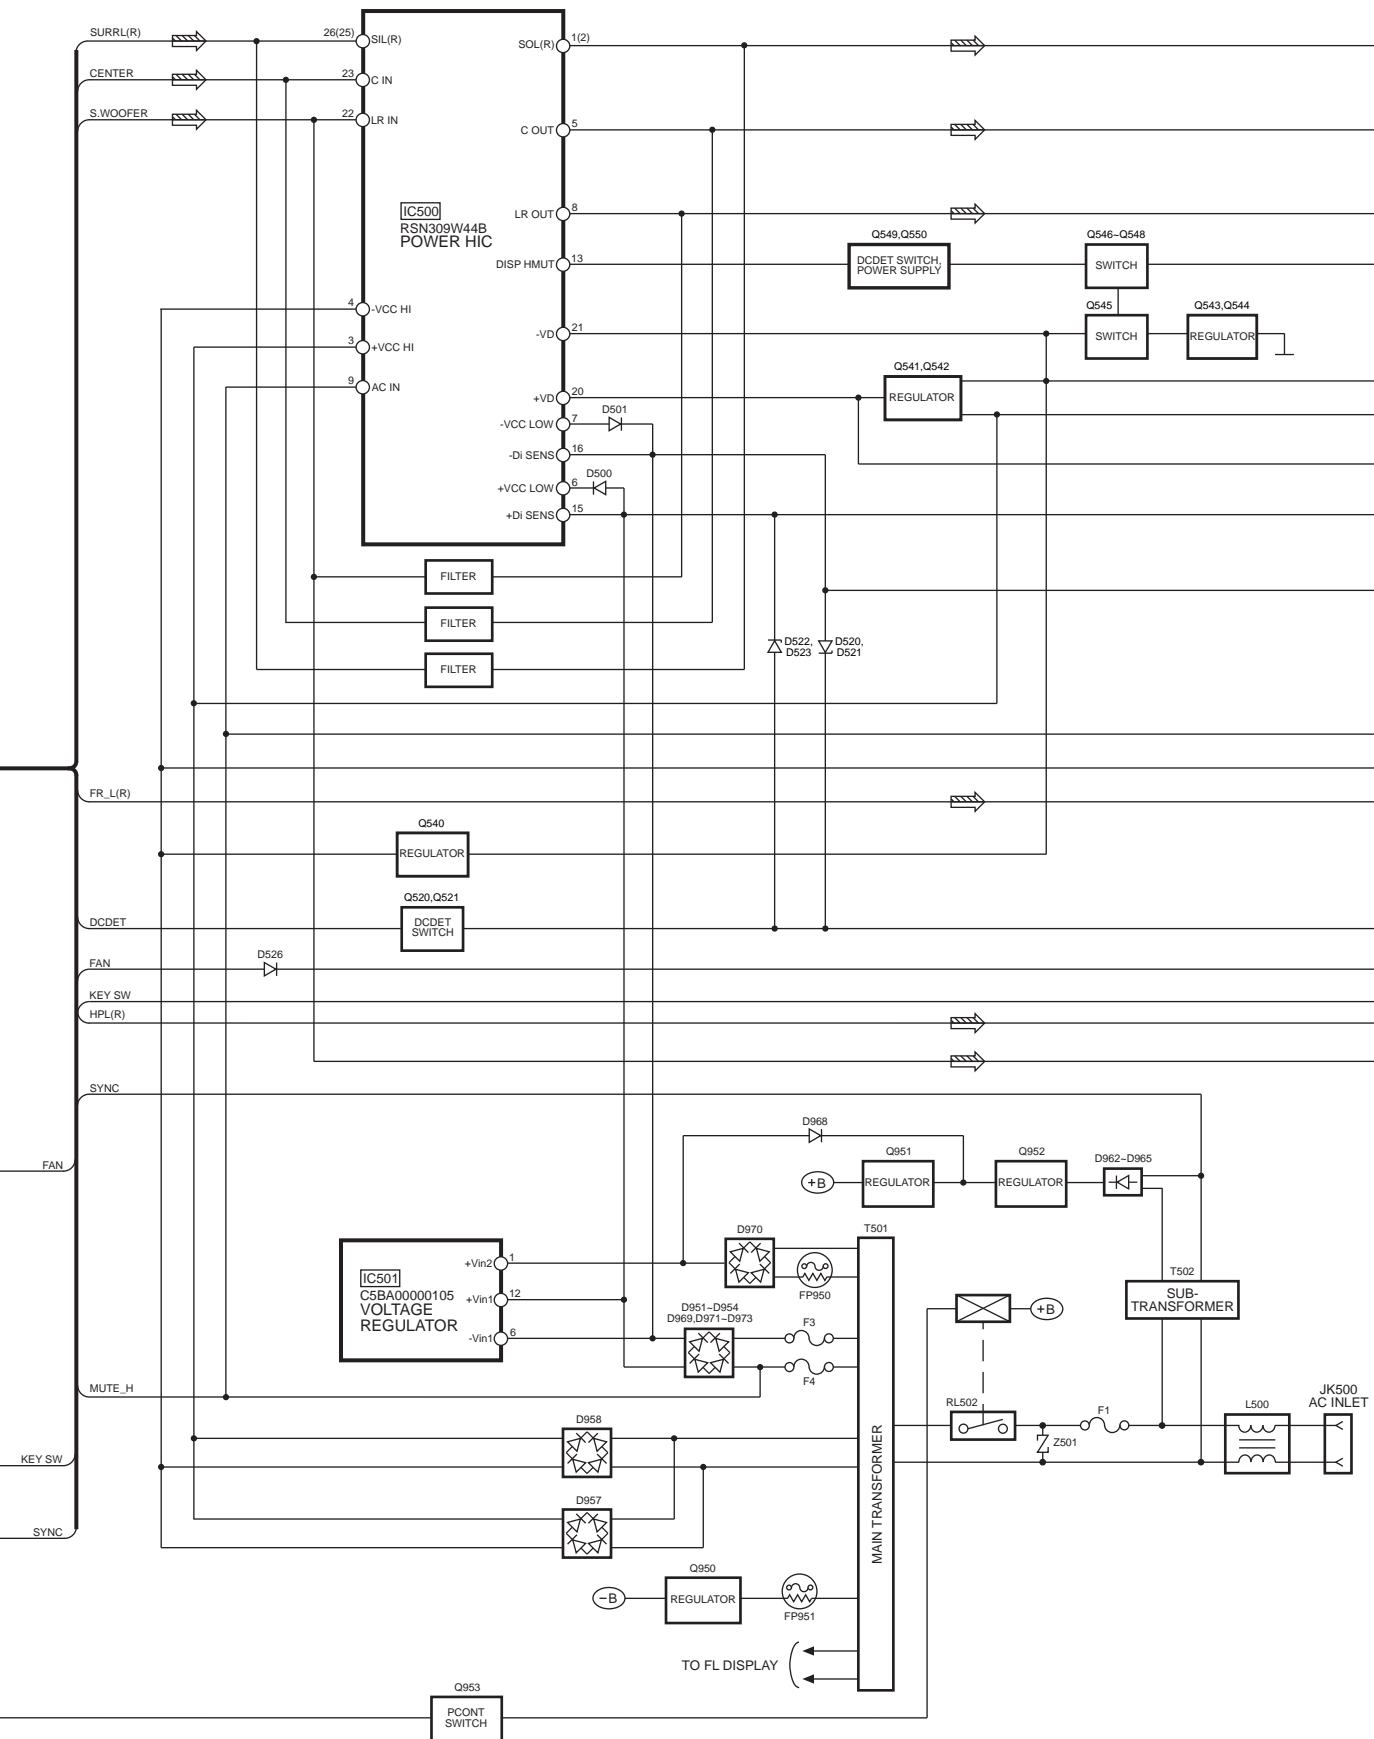 SURRL(R)
26(25)
SIL(R)
SOL(R)
1(2)
CENTER
23
C IN
S.WOOFER
22
LR IN
C OUT
5
IC500
RSN309W44B
POWER HIC
LR OUT
8
DISP HMUT
13
Q549,Q550
DCDET SWITCH,
POWER SUPPLY
Q546~Q548
SWITCH
4
-VCC HI
3
+VCC HI
9
AC IN
-VD
21
Q545
SWITCH
Q543,Q544
REGULATOR
Q541,Q542
REGULATOR
+VD
20
-VCC LOW
7
D501
-Di SENS
16
D500
+VCC LOW
6
+Di SENS
15
FILTER
FILTER
FILTER
D522,
D523
D520,
D521
FR_L(R)
Q540
REGULATOR
Q520,Q521
DCDET
SWITCH
DCDET
FAN
D526
KEY SW
HPL(R)
SYNC
FAN
D968
Q951
REGULATOR
+B
Q952
REGULATOR
D962~D965
IC501
C5BA00000105
VOLTAGE
REGULATOR
+Vin2
1
+Vin1
12
-Vin1
6
D970
FP950
T501
D951~D954
D969,D971~D973
F3
F4
T502
SUB-
TRANSFORMER
+B
MUTE_H
RL502
F1
Z501
L500
JK500
AC INLET
D958
KEY SW
D957
MAIN TRANSFORMER
SYNC
Q950
REGULATOR
−B
FP951
TO FL DISPLAY
Q953
PCONT
SWITCH